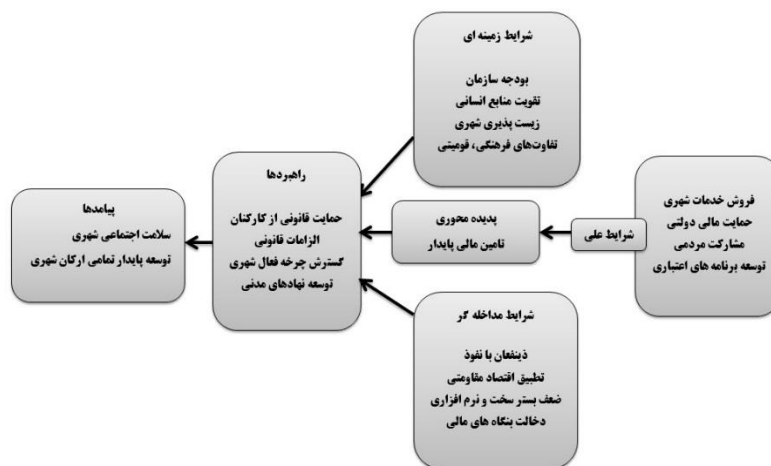 شرایط زمینه ای
بودجه سازمان
تقویت منابع انسانی
زیست پذیری شهری
تفاوت‌های فرهنگی، قومیتی
فروش خدمات شهری
حمایت مالی دولتی
مشارکت مردمی
توسعه برنامه های اعتباری
شرایط علی
پدیده محوری
تامین مالی پایدار
راهبردها
حمایت قانونی از کارکنان
الزامات قانونی
گسترش چرخه فعال شهری
توسعه نهادهای مدنی
پیامدها
سلامت اجتماعی شهری
توسعه پایدار تمامی ارکان شهری
شرایط مداخله گر
ذینفعان با نفوذ
تطبیق اقتصاد مقاومتی
ضعف بستر سخت و نرم افزاری
دخالت بنگاه های مالی